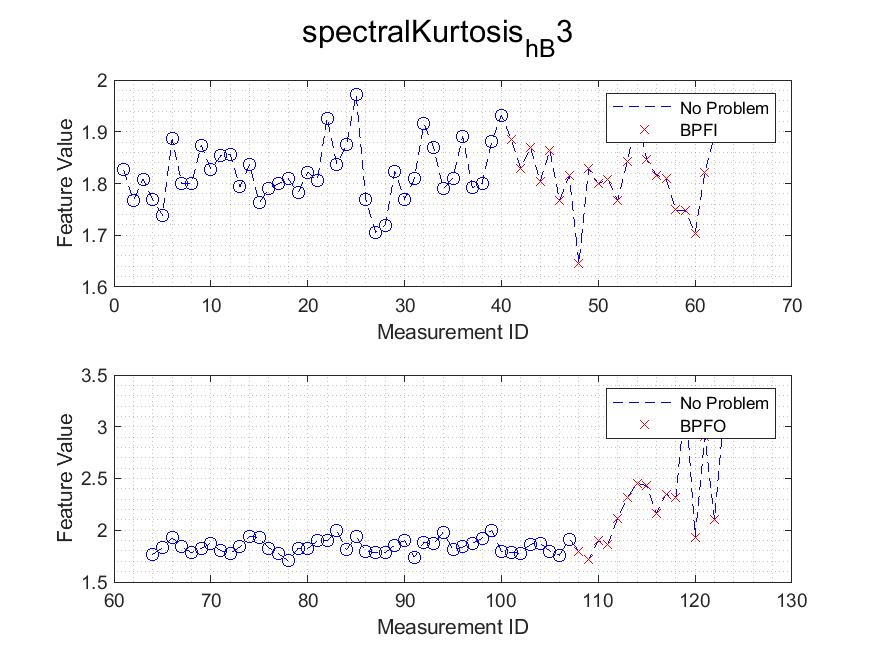 spectralKurtosis_hB3
2
1.9
1.8
1.7
1.6
Feature Value
No Problem
BPFI
0 10 20 30 40 50 60 70
Measurement ID
3.5
3
2.5
2
1.5
Feature Value
No Problem
BPFO
60 70 80 90 100 110 120 130
Measurement ID